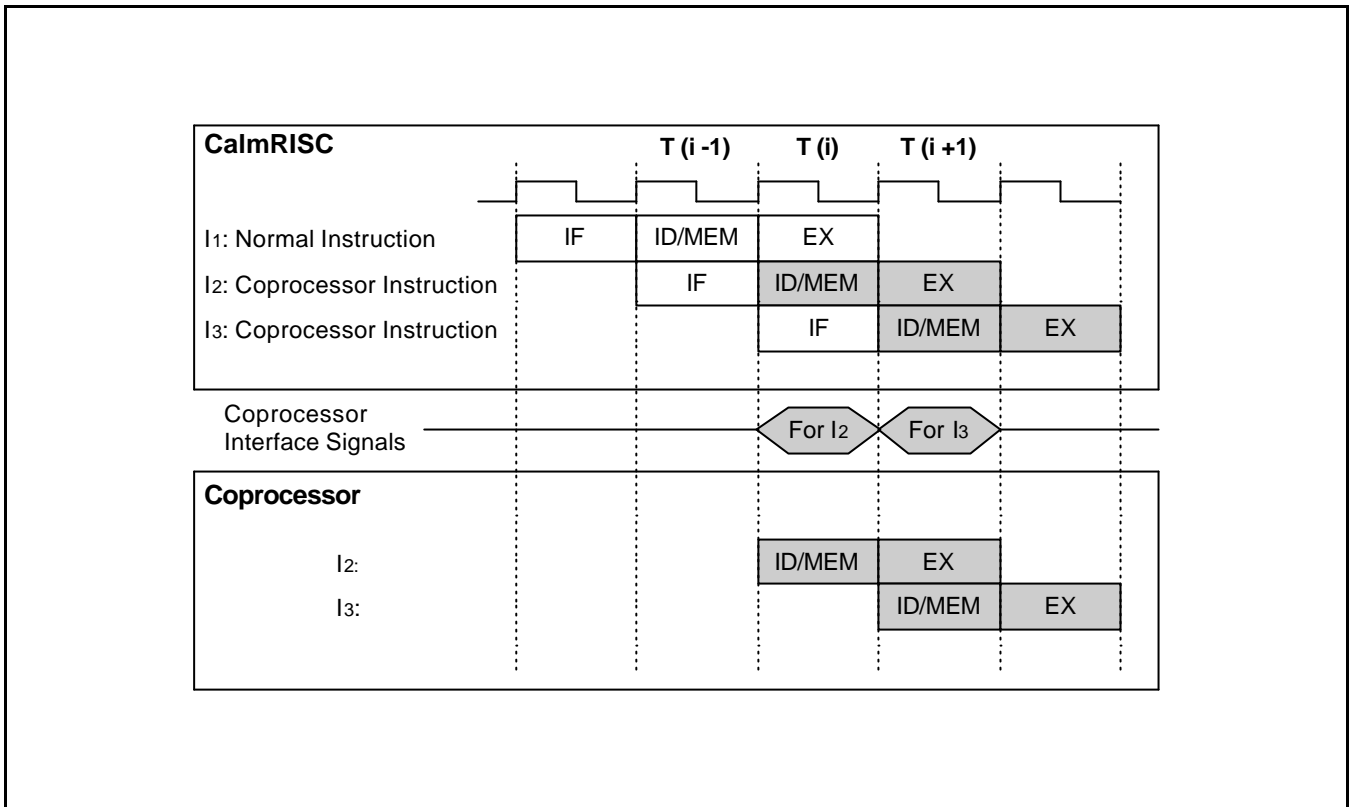 CalmRISC
T (i -1) T (i) T (i +1)
I1: Normal Instruction IF ID/MEM EX
I2: Coprocessor Instruction IF ID/MEM EX
I3: Coprocessor Instruction IF ID/MEM EX
Coprocessor
Interface Signals
For I2 For I3
Coprocessor
I2: ID/MEM EX
I3: ID/MEM EX